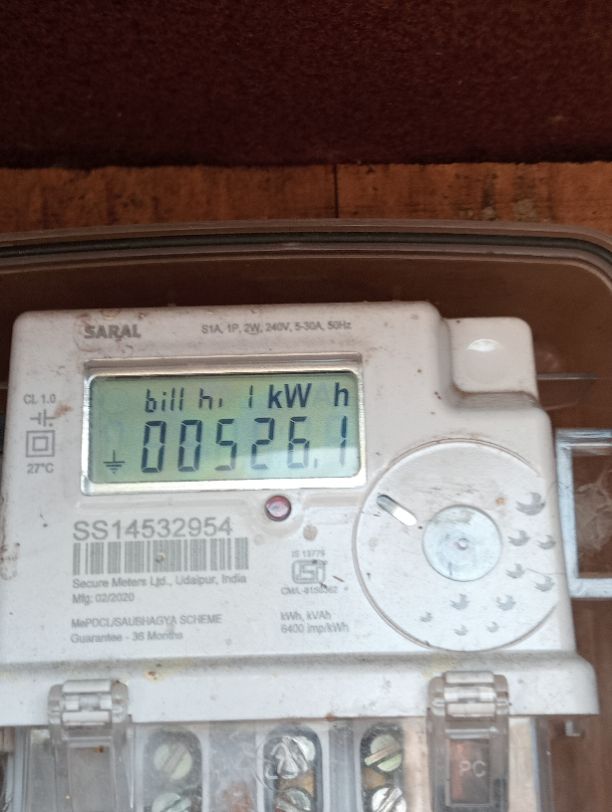 SARAL
S1A, 1P, 2W, 240V, 5-30A, 50Hz
CL 1.0
bill hi 1 kW h
00526.1
27°C
SS14532954
Secure Meters Ltd., Udaipur, India
Mfg: 02/2020
IS 13779
MePDCL/SAUBHAGYA SCHEME
Guarantee - 36 Months
kWh, kVAh
6400 imp/kWh
PC